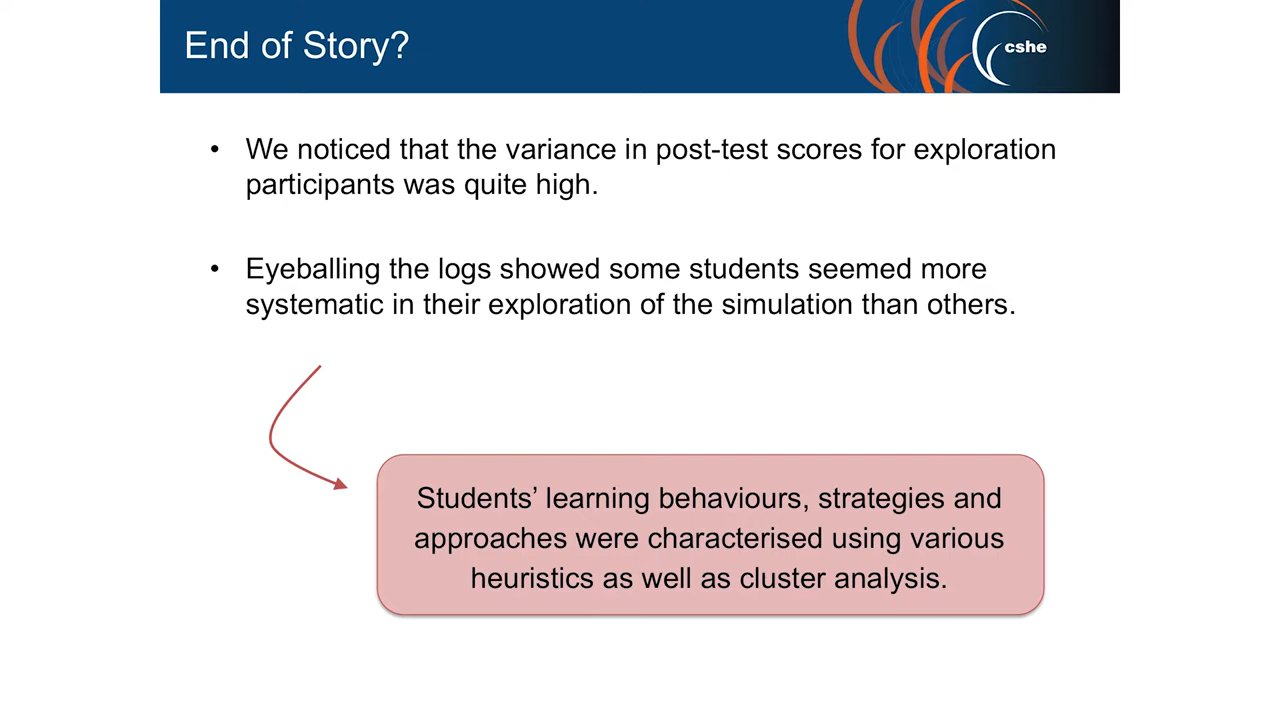 End of Story?
cshe
• We noticed that the variance in post-test scores for exploration
participants was quite high.
• Eyeballing the logs showed some students seemed more
systematic in their exploration of the simulation than others.
Students’ learning behaviours, strategies and
approaches were characterised using various
heuristics as well as cluster analysis.